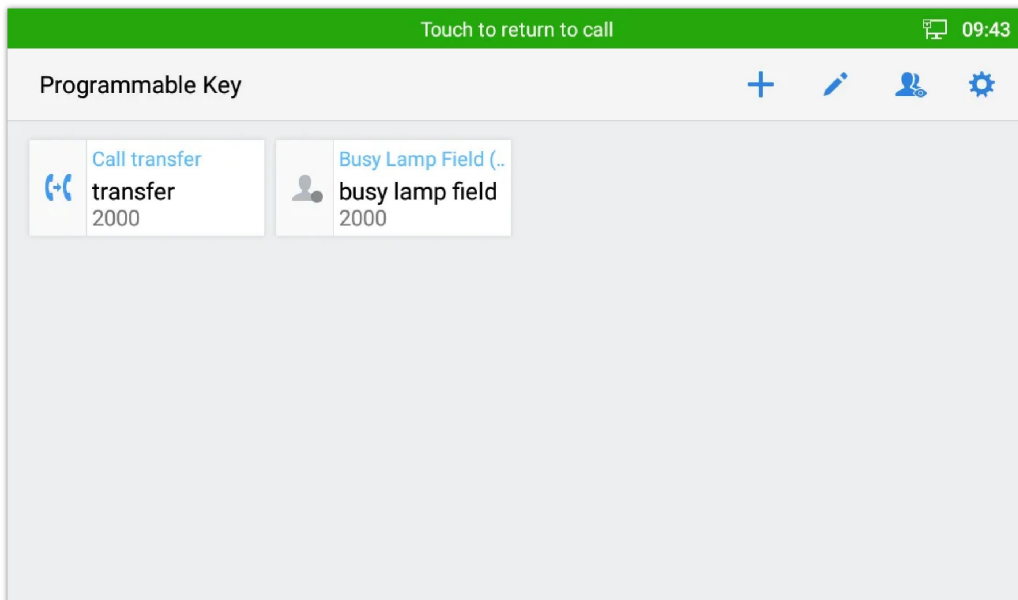 Touch to return to call 09:43
Programmable Key
Call transfer
transfer
2000
Busy Lamp Field (..
busy lamp field
2000